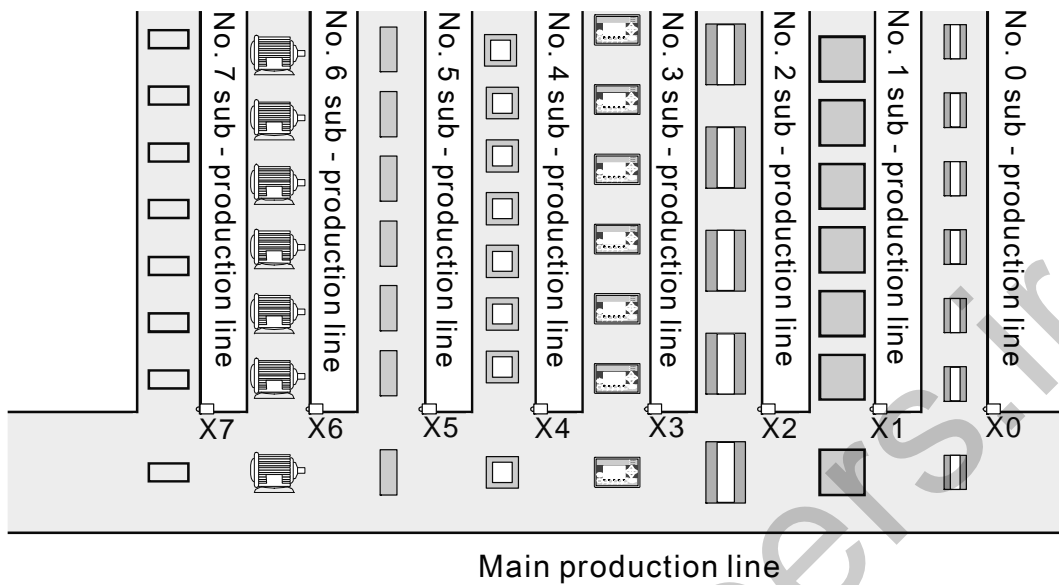 No. 7 sub - production line
No. 6 sub - production line
No. 5 sub - production line
No. 4 sub - production line
No. 3 sub - production line
No. 2 sub - production line
No. 1 sub - production line
No. 0 sub - production line
X7 X6 X5 X4 X3 X2 X1 X0
Main production line
ers.ir